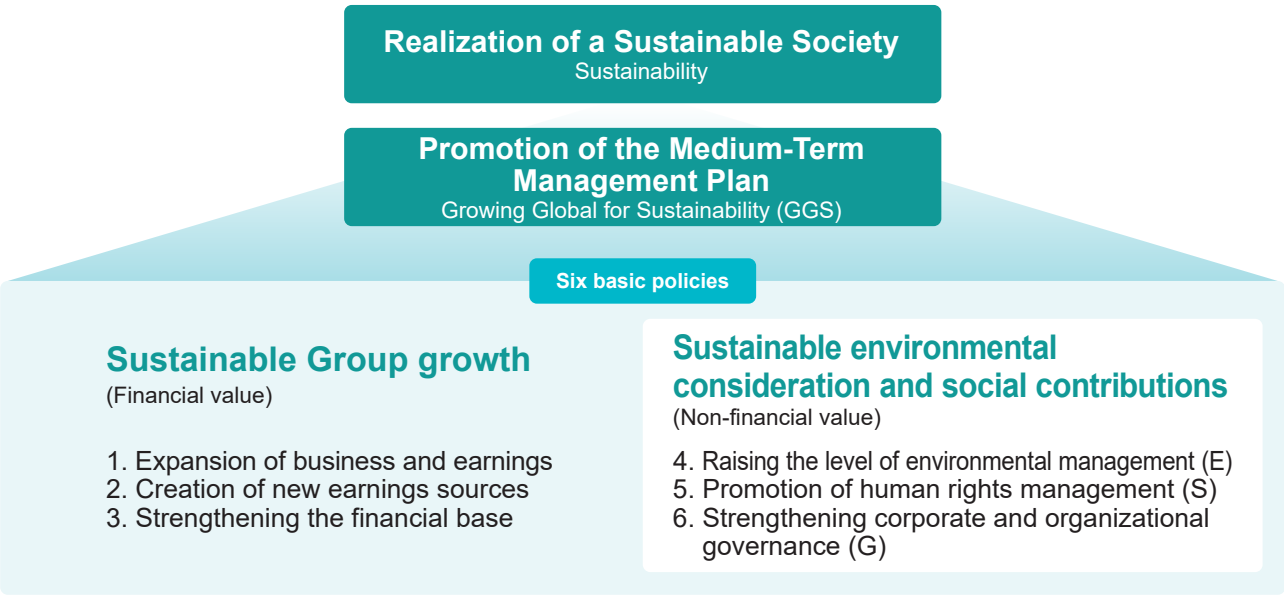 Realization of a Sustainable Society
Sustainability
Promotion of the Medium-Term
Management Plan
Growing Global for Sustainability (GGS)
Six basic policies
Sustainable Group growth
(Financial value)
1. Expansion of business and earnings
2. Creation of new earnings sources
3. Strengthening the financial base
Sustainable environmental
consideration and social contributions
(Non-financial value)
4. Raising the level of environmental management (E)
5. Promotion of human rights management (S)
6. Strengthening corporate and organizational
governance (G)